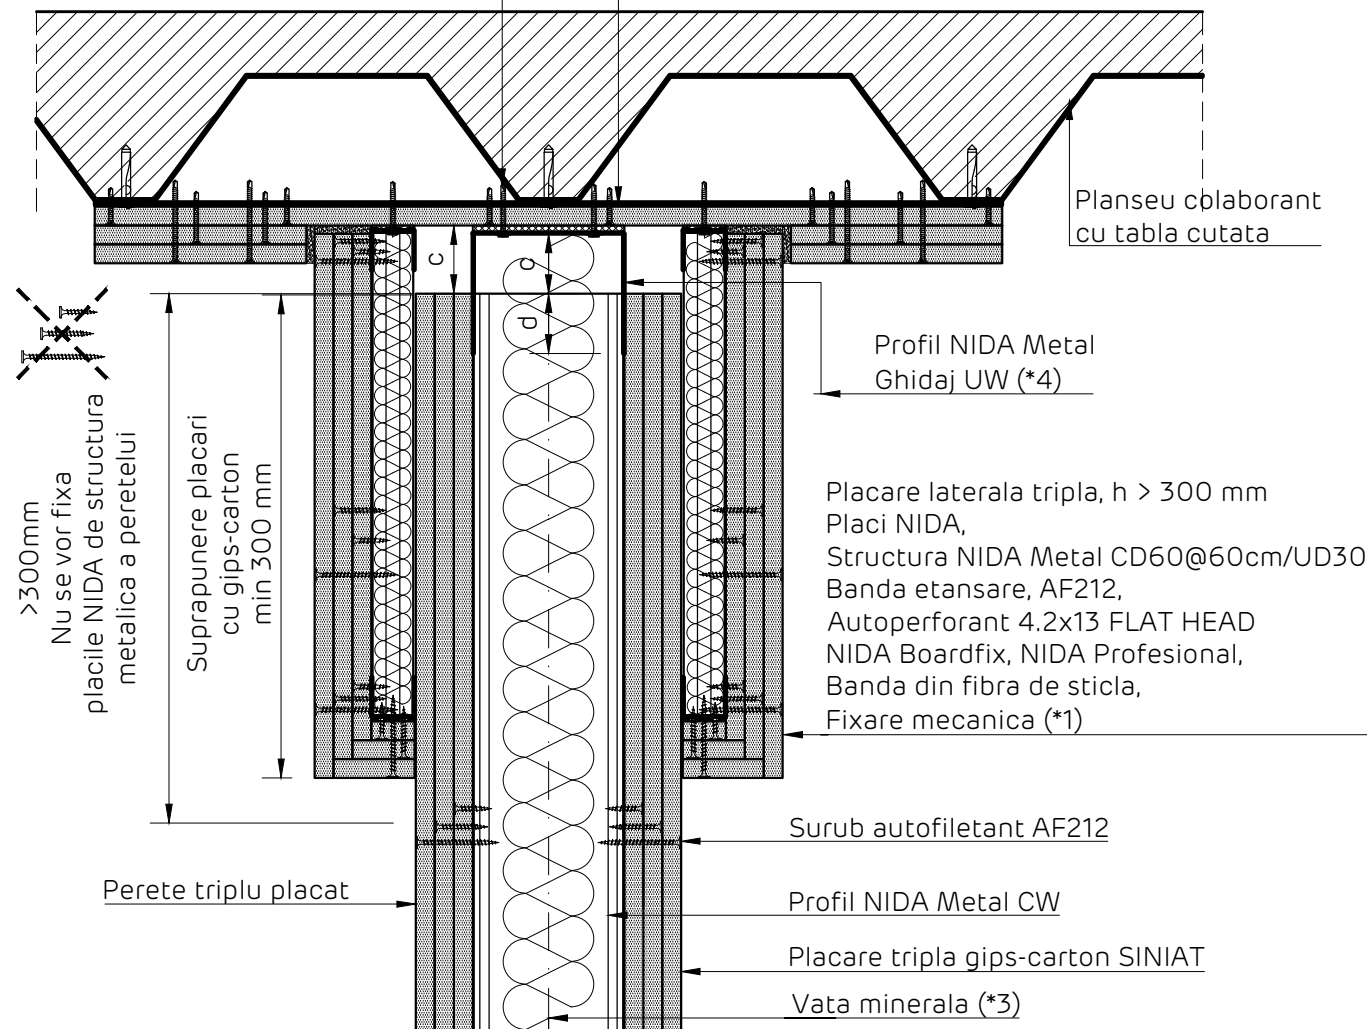 Planseu colaborant
cu tabla cutata
c
c
d
Profil NIDA Metal
Ghidaj UW (*4)
>300mm
Nu se vor fixa
placile NIDA de structura
metalica a peretelui
Suprapunere placari
cu gips-carton
min 300 mm
Placare laterala tripla, h > 300 mm
Placi NIDA,
Structura NIDA Metal CD60@60cm/UD30
Banda etansare, AF212,
Autoperforant 4.2x13 FLAT HEAD
NIDA Boardfix, NIDA Profesional,
Banda din fibra de sticla,
Fixare mecanica (*1)
Surub autofiletant AF212
Perete triplu placat
Profil NIDA Metal CW
Placare tripla gips-carton SINIAT
Vata minerala (*3)